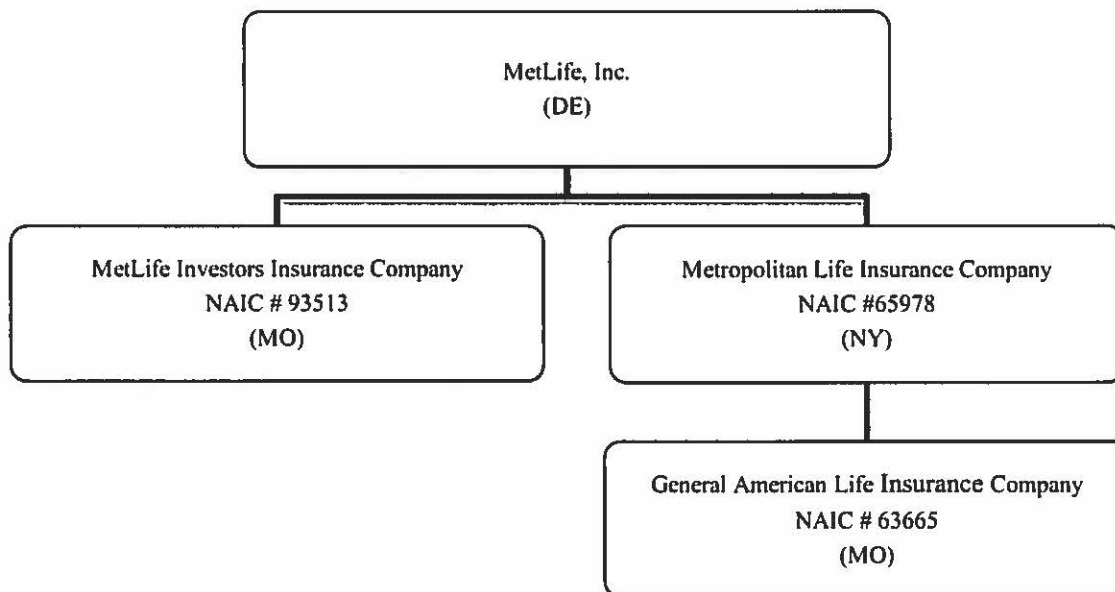 MetLife, Inc.
(DE)
MetLife Investors Insurance Company
NAIC # 93513
(MO)
Metropolitan Life Insurance Company
NAIC #65978
(NY)
General American Life Insurance Company
NAIC # 63665
(MO)